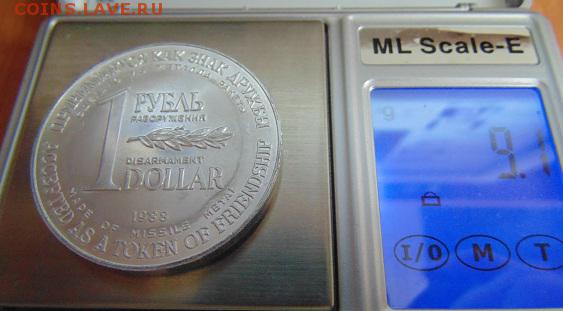 COINS.LAVE.RU
ML Scale-E
g
9.1
I/O M T
КАК ЗНАК ДРУЖБЫ
1 РУБЛЬ
РАЗОРУЖЕНИЯ
DISARMAMENT
DOLLAR
1988
MADE OF MISSILE METAL
ACCEPTED AS A TOKEN OF FRIENDSHIP